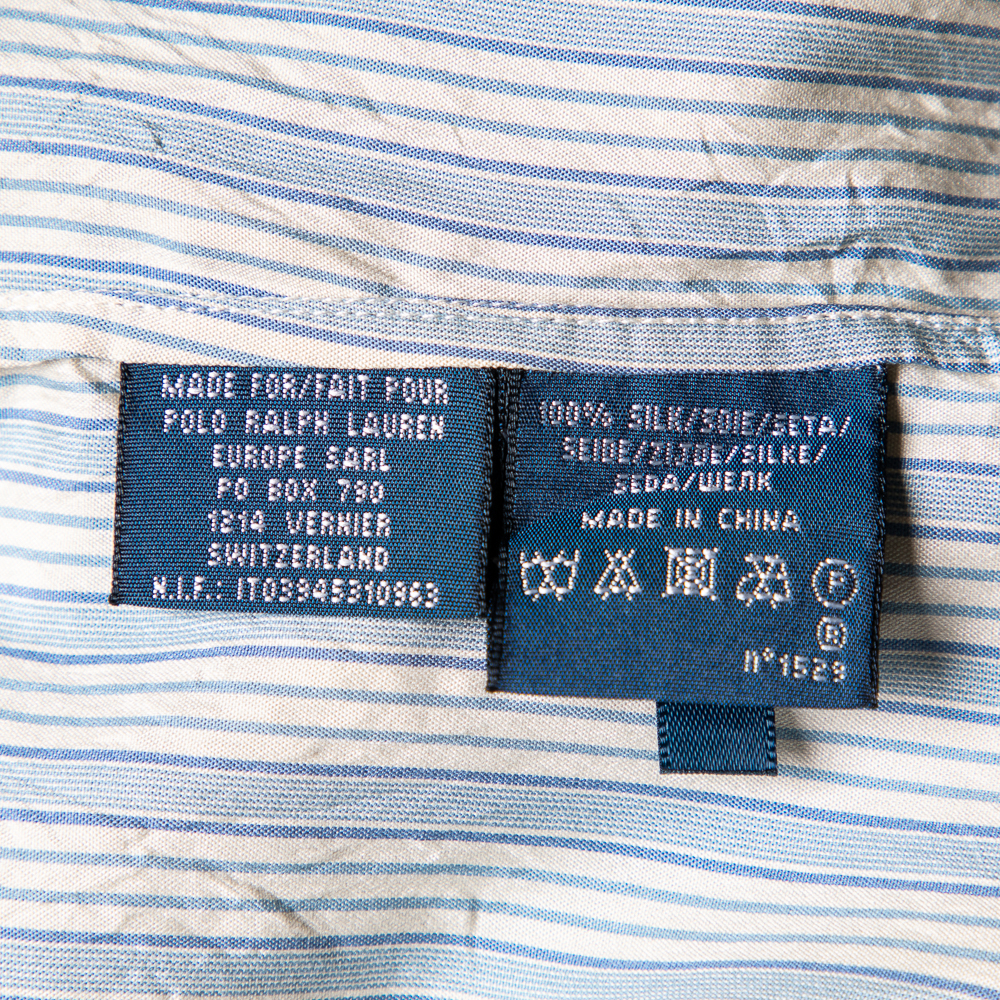 MADE FOR/FAIT POUR
POLO RALPH LAUREN
EUROPE SARL
PO BOX 790
1214 VERNIER
SWITZERLAND
N.I.F.: IT03945310963
100% SILK/SOIE/SETA/
SEIDE/ZIJDE/SILKE/
SEDA/ШЕЛК
MADE IN CHINA
P
R
n°1529